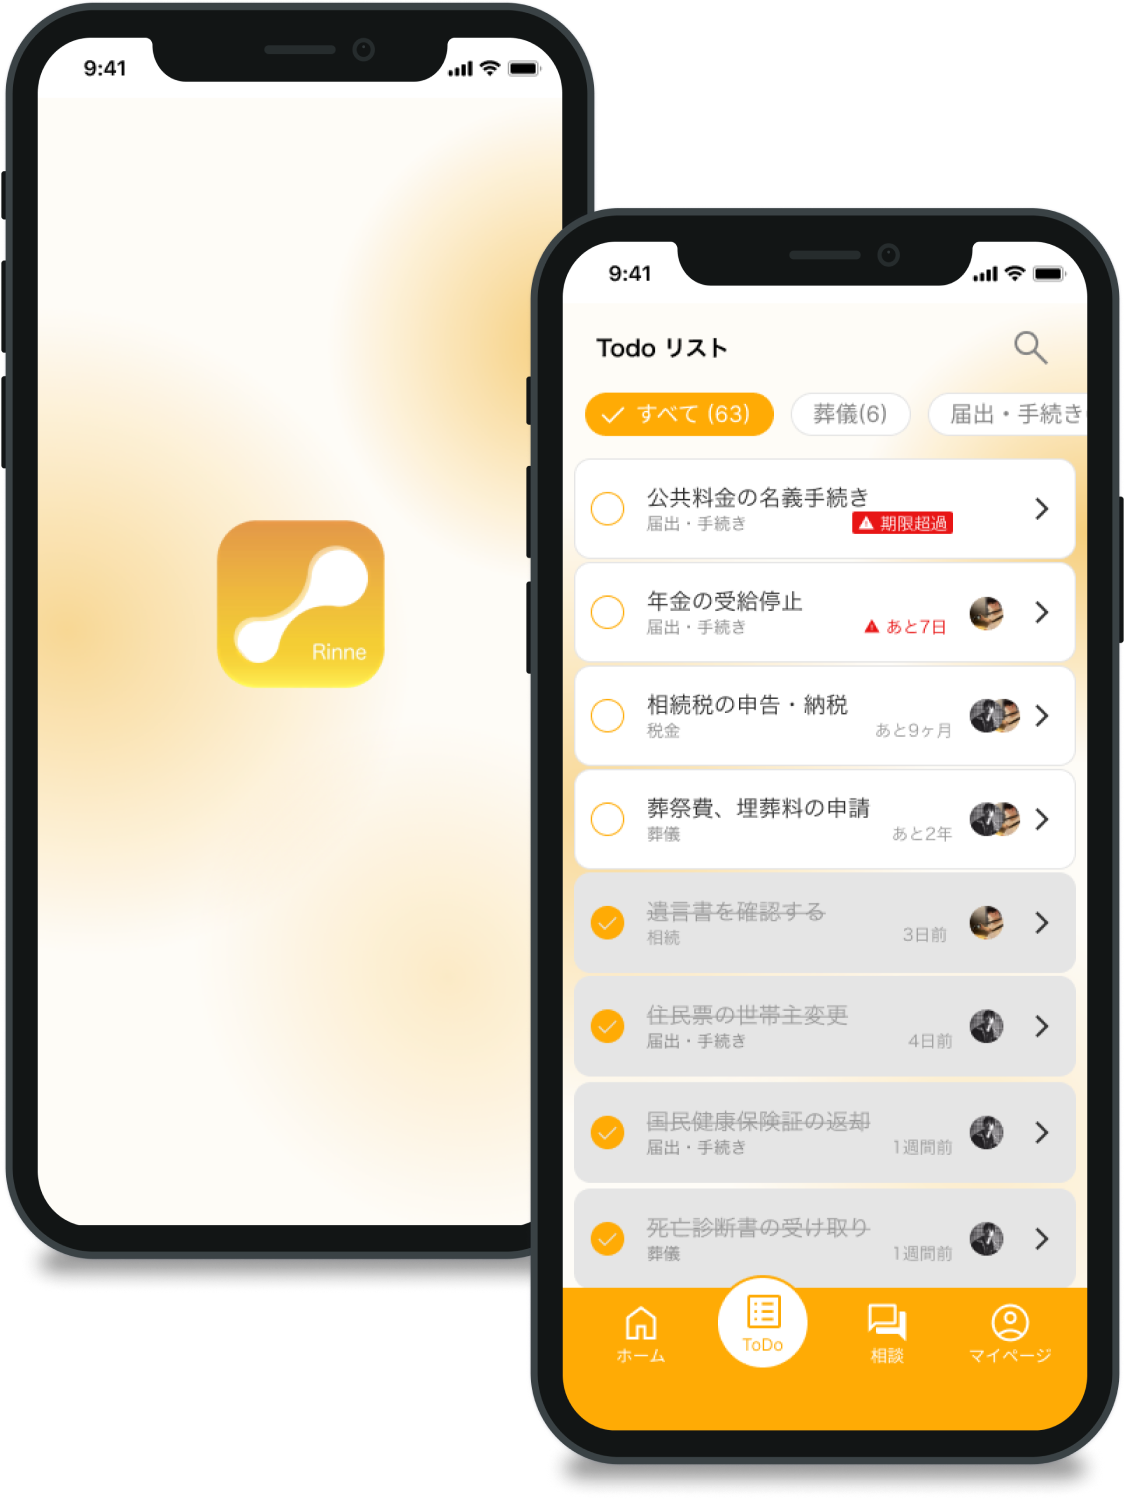 9:41
Rinne
9:41
Todo リスト
すべて (63)
葬儀(6)
届出・手続き
公共料金の名義手続き
届出・手続き
期限超過
年金の受給停止
届出・手続き
あと7日
相続税の申告・納税
税金
あと9ヶ月
葬祭費、埋葬料の申請
葬儀
あと2年
遺言書を確認する
相続
3日前
住民票の世帯主変更
届出・手続き
4日前
国民健康保険証の返却
届出・手続き
1週間前
死亡診断書の受け取り
葬儀
1週間前
ホーム
ToDo
相談
マイページ